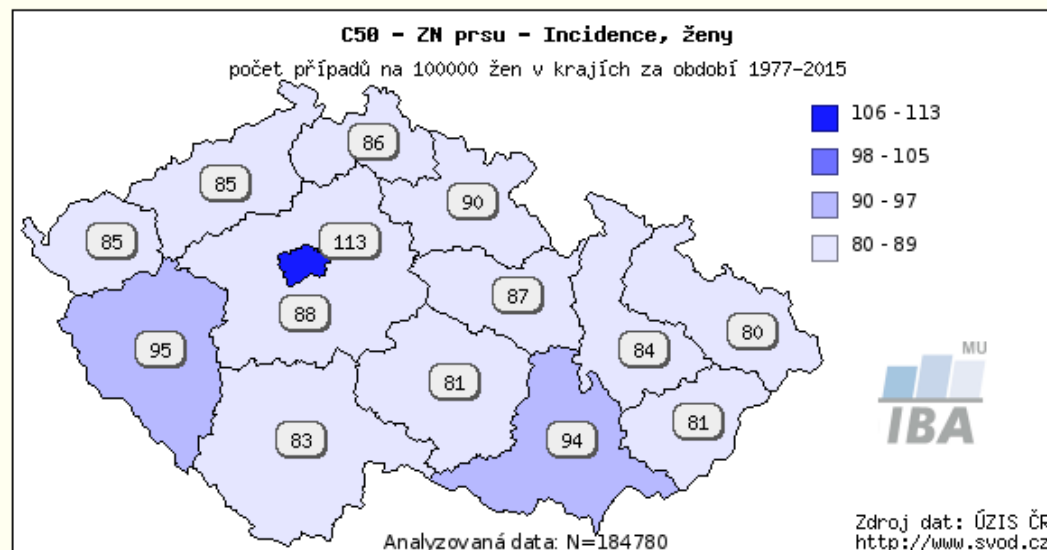 C50 - ZN prsu - Incidence, ženy
počet případů na 100000 žen v krajích za období 1977-2015
106 - 113
98 - 105
90 - 97
80 - 89
86
85
90
85
113
87
88
95
84
80
81
83
94
81
MU
IBA
Analyzovaná data: N=184780
Zdroj dat: ÚZIS ČR
http://www.svod.cz